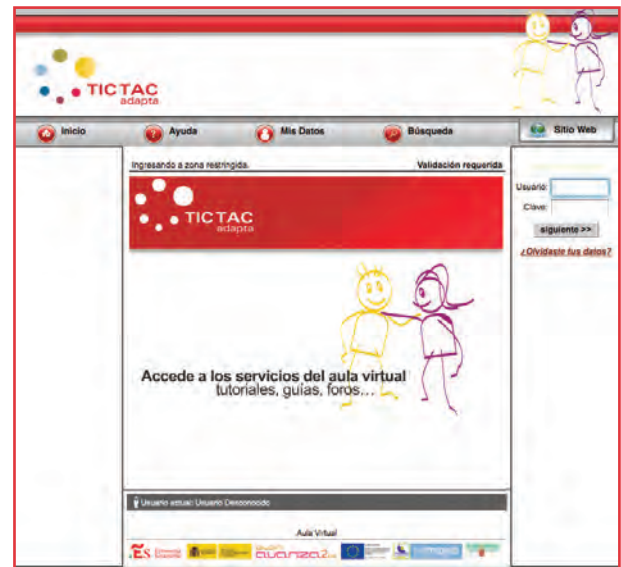 TICTAC
adapta
Inicio
Ayuda
Mis Datos
Búsqueda
Sitio Web
Ingresando a zona restringida.
Validación requerida
Usuario:
Clave:
siguiente >>
¿Olvidaste tus datos?
TICTAC
adapta
Accede a los servicios del aula virtual
tutoriales, guías, foros...
Usuario actual: Usuario Desconocido
Aula Virtual
avanza2